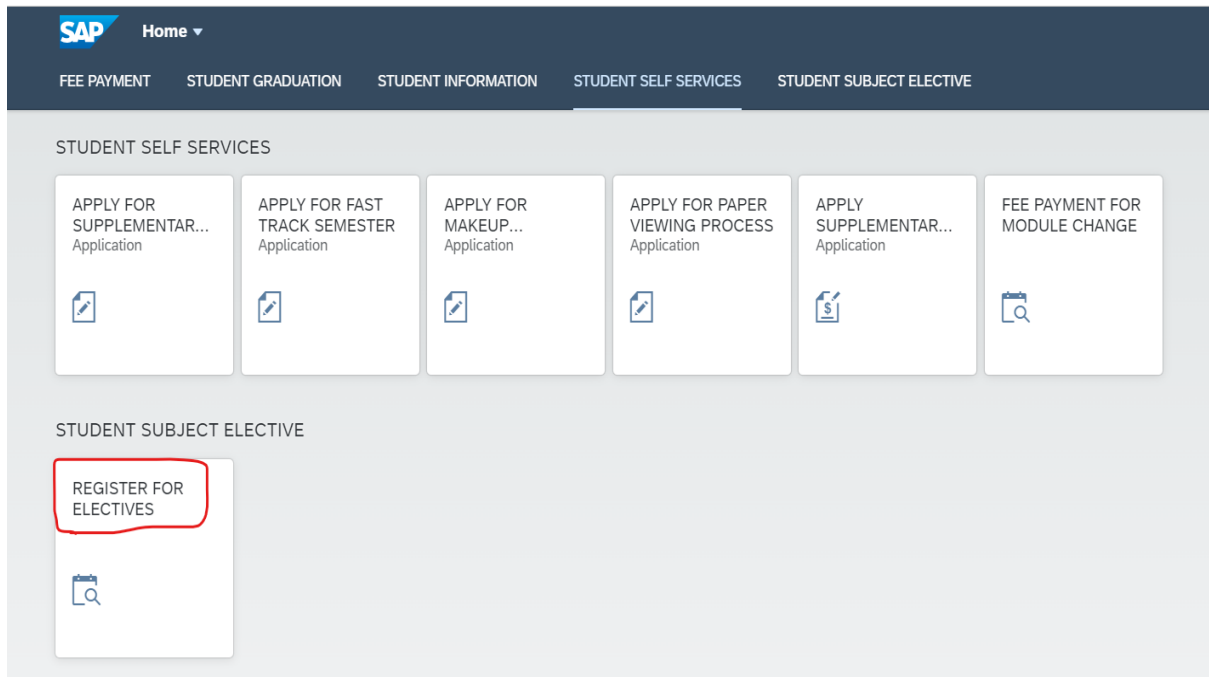 SAP Home
FEE PAYMENT STUDENT GRADUATION STUDENT INFORMATION STUDENT SELF SERVICES STUDENT SUBJECT ELECTIVE
STUDENT SELF SERVICES
APPLY FOR
SUPPLEMENTAR...
Application
APPLY FOR FAST
TRACK SEMESTER
Application
APPLY FOR
MAKEUP...
Application
APPLY FOR PAPER
VIEWING PROCESS
Application
APPLY
SUPPLEMENTAR...
Application
$
FEE PAYMENT FOR
MODULE CHANGE
STUDENT SUBJECT ELECTIVE
REGISTER FOR
ELECTIVES